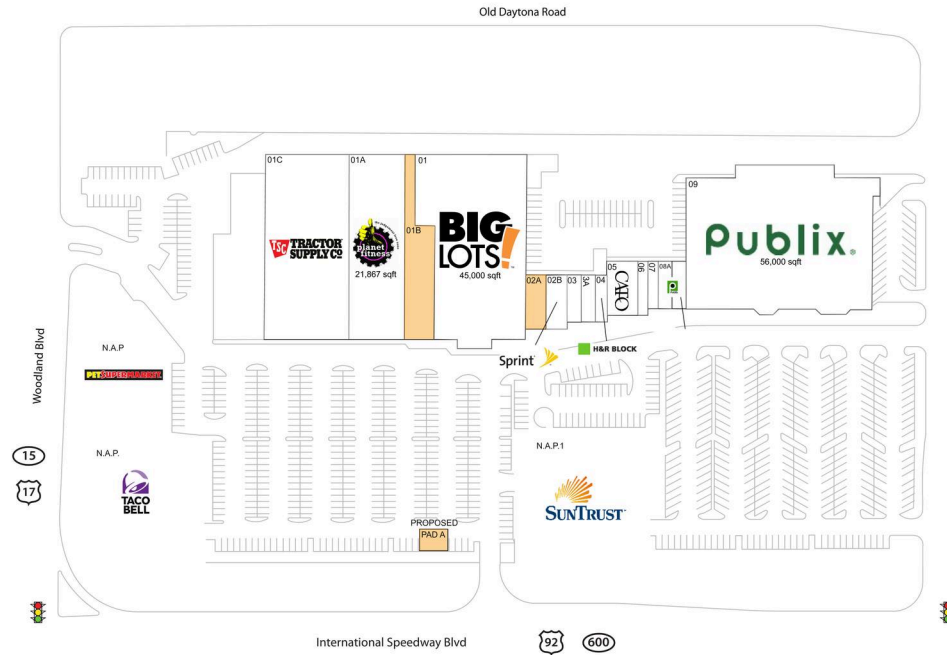 Old Daytona Road
01C
01A
01
09
01B
TSC TRACTOR
SUPPLY CO
planet
fitness
21,867 sqft
BIG
LOTS!
45,000 sqft
Publix®
56,000 sqft
02A
02B
03
3A
04
05
CATO
06
07
08A
Sprint
H&R BLOCK
Woodland Blvd
N.A.P
PET SUPERMARKET
15
17
N.A.P.
TACO
BELL
N.A.P.1
SUNTRUST
PROPOSED
PAD A
International Speedway Blvd
92
600